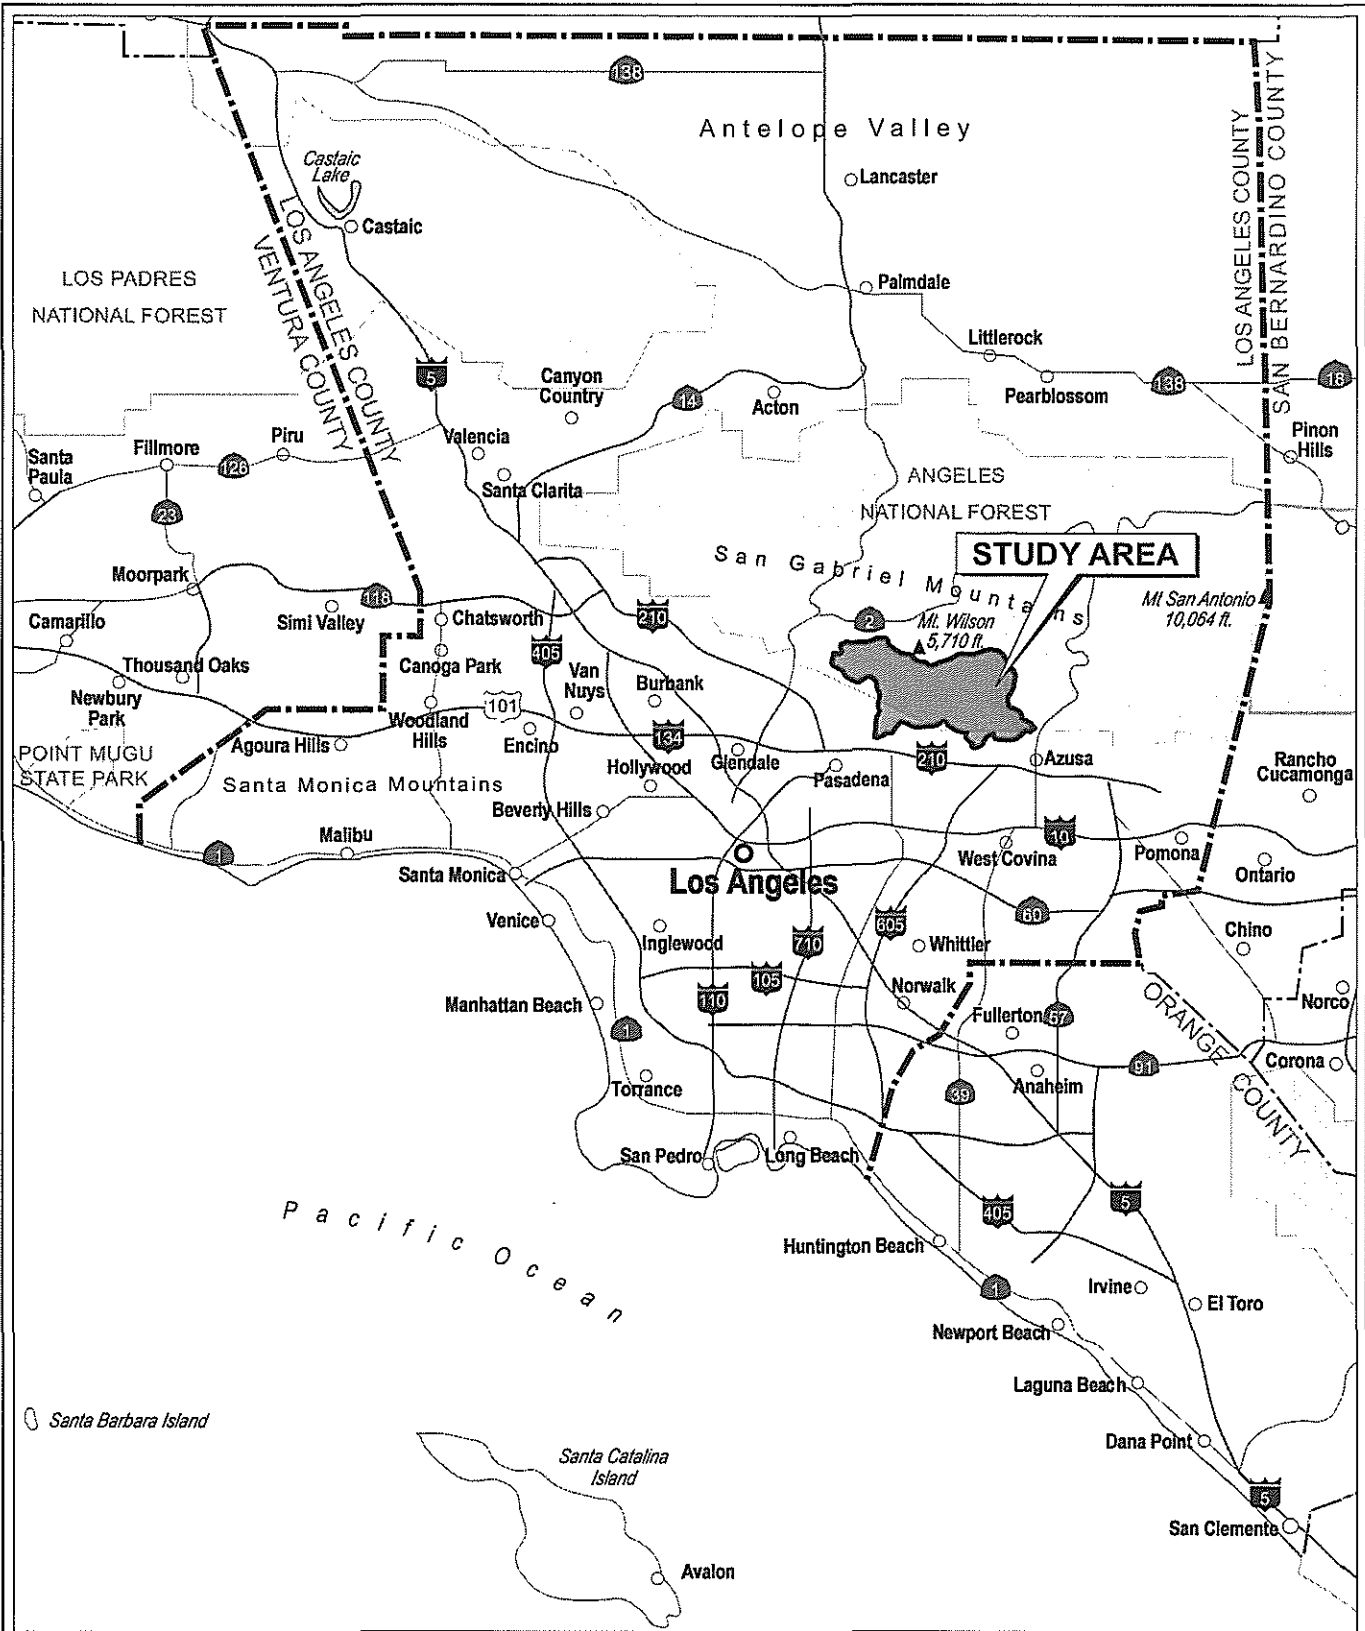 138
Antelope Valley
LOS ANGELES COUNTY
SAN BERNARDINO COUNTY
Castaic
Lake
Lancaster
Castaic
LOS ANGELES COUNTY
VENTURA COUNTY
LOS PADRES
NATIONAL FOREST
Palmdale
Littlerock
5
Canyon
Country
14
Acton
Pearblossom
138
18
Valencia
Piru
Fillmore
126
Santa
Paula
Santa Clarita
Pinon
Hills
ANGELES
NATIONAL FOREST
23
STUDY AREA
San Gabriel Mountains
Moorpark
118
Simi Valley
Camarillo
Chatsworth
210
2
Mt. Wilson
5,710 ft.
Mt San Antonio
10,064 ft.
405
Canoga Park
Thousand Oaks
Newbury
Park
Van
Nuys
Burbank
101
Woodland
Hills
Agoura Hills
Encino
134
Glendale
210
Azusa
POINT MUGU
STATE PARK
Santa Monica Mountains
Hollywood
Pasadena
Rancho
Cucamonga
Beverly Hills
Malibu
1
10
West Covina
Pomona
Ontario
Santa Monica
Los Angeles
Venice
60
605
Inglewood
710
Whittier
Chino
105
110
Norwalk
Norco
Manhattan Beach
1
Fullerton
57
ORANGE COUNTY
91
Corona
Torrance
39
Anaheim
San Pedro
Long Beach
405
5
Pacific Ocean
Huntington Beach
1
Irvine
El Toro
Newport Beach
Laguna Beach
Santa Barbara Island
Dana Point
Santa Catalina
Island
5
San Clemente
Avalon